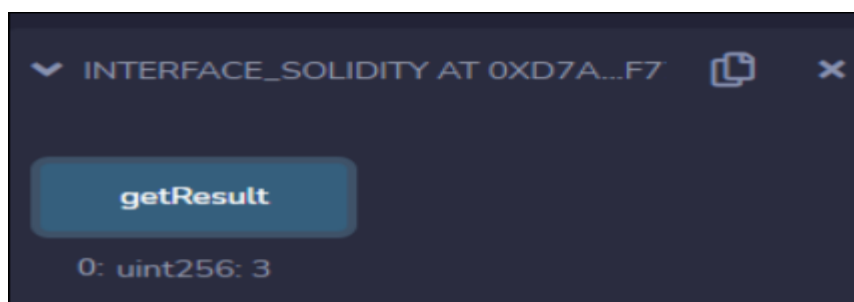 INTERFACE_SOLIDITY AT 0XD7A...F7
getResult
0: uint256: 3